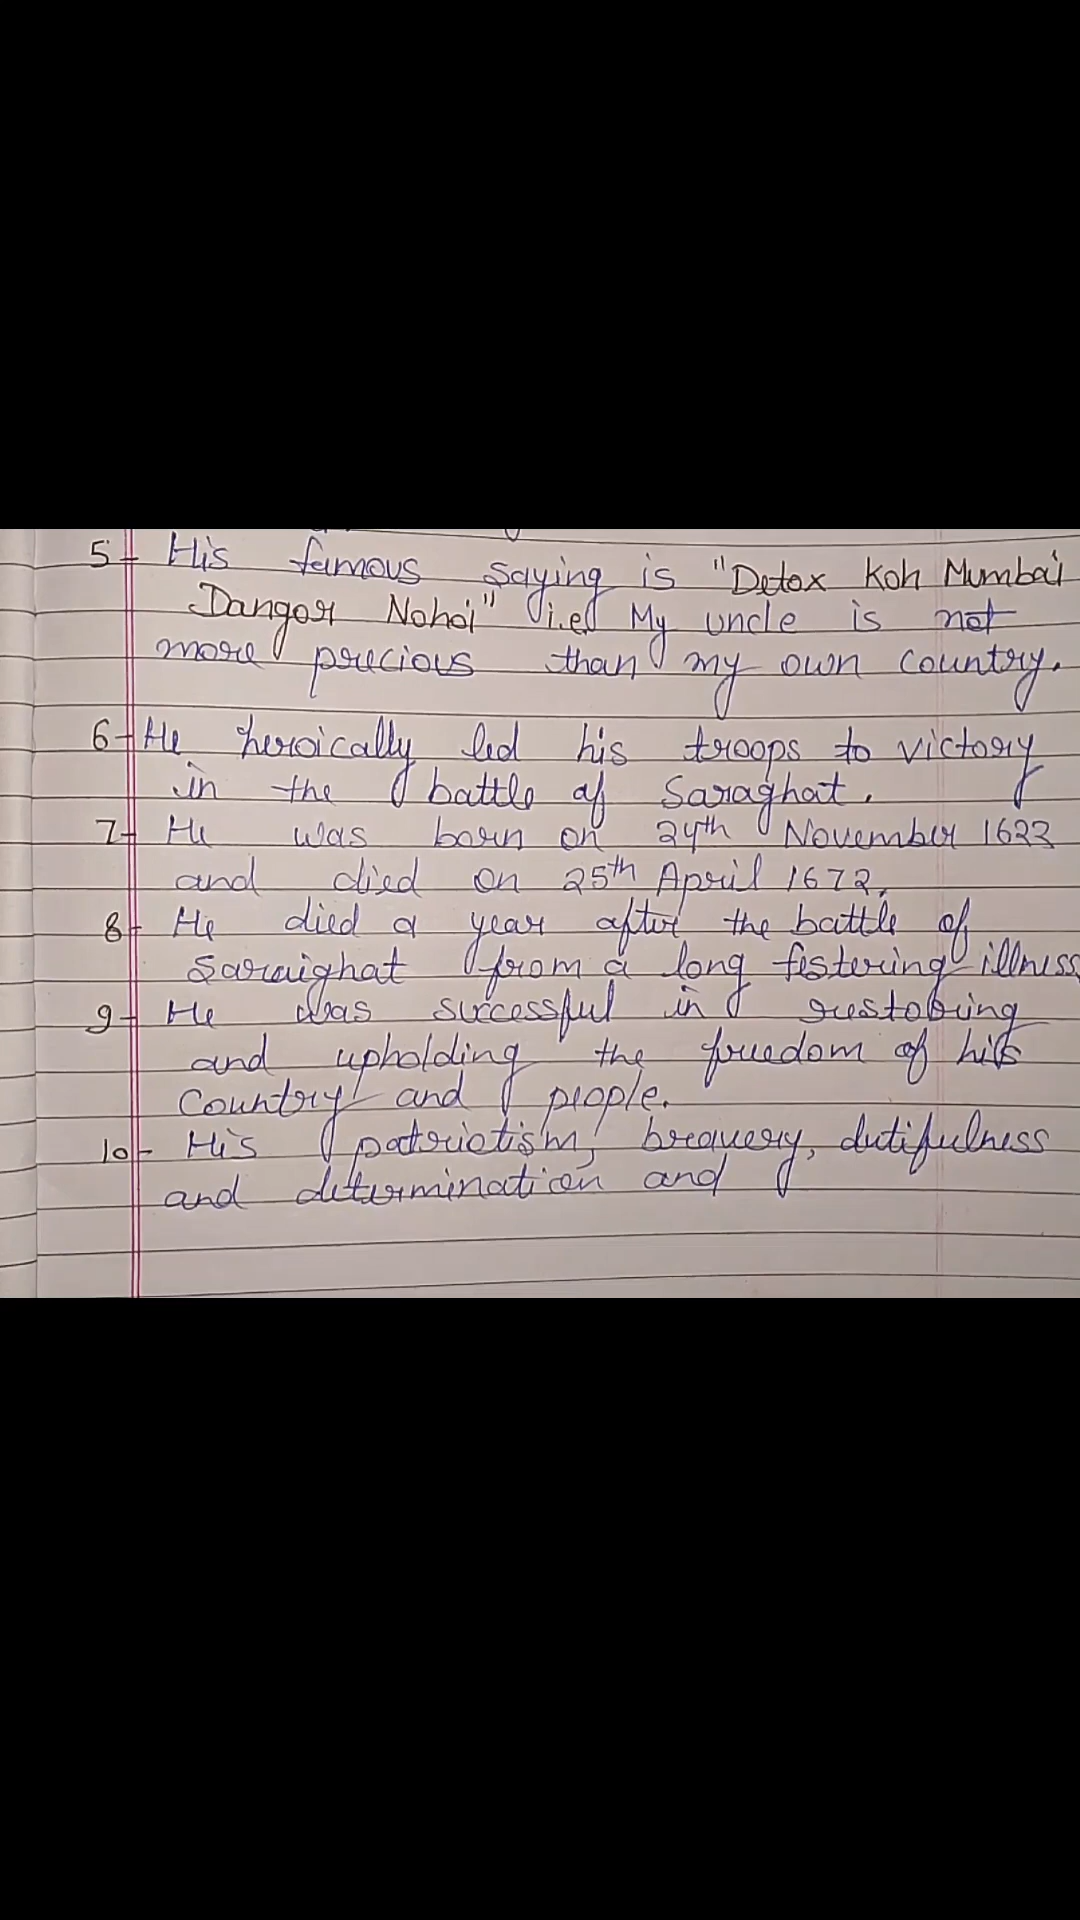 5- His famous saying is "Detox Koh Mumbai
Dangor Nohoi" i.e. My uncle is not
more precious than my own country.
6- He heroically led his troops to victory
in the battle of Saraghat.
7- He was born on 24th November 1622
and died on 25th April 1672.
8- He died a year after the battle of
Saraighat from a long festering illness
9- He was successful in restoring
and upholding the freedom of his
Country and people.
10- His patriotism, bravery, dutifulness
and determination and